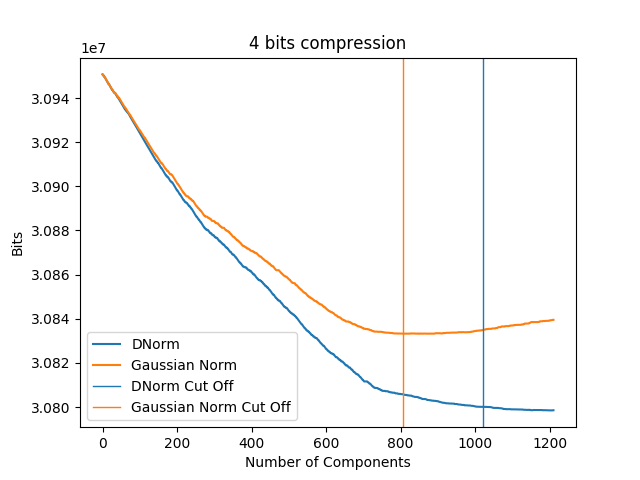 4 bits compression
1e7
3.094
3.092
3.090
3.088
3.086
3.084
3.082
3.080
Bits
DNorm
Gaussian Norm
DNorm Cut Off
Gaussian Norm Cut Off
0 200 400 600 800 1000 1200
Number of Components